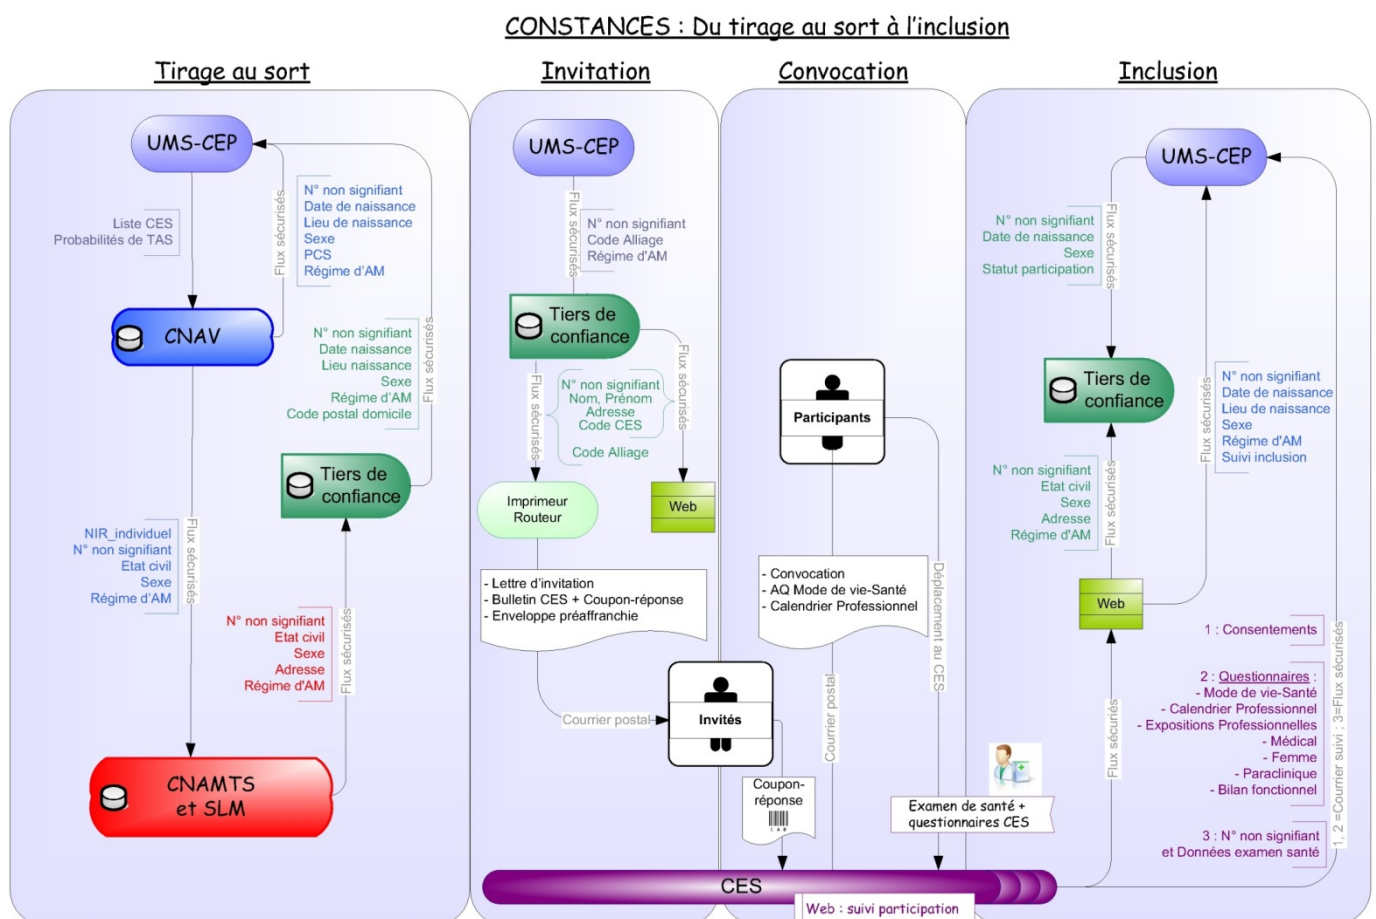 CONSTANCES : Du tirage au sort à l'inclusion
Tirage au sort
UMS-CEP
Liste CES
Probabilités de TAS
Flux sécurisés
N° non signifiant
Date de naissance
Lieu de naissance
Sexe
PCS
Régime d'AM
CNAV
N° non signifiant
Date naissance
Lieu naissance
Sexe
Régime d'AM
Code postal domicile
Flux sécurisés
Tiers de
confiance
NIR_individuel
N° non signifiant
Etat civil
Sexe
Régime d'AM
Flux sécurisés
N° non signifiant
Etat civil
Sexe
Adresse
Régime d'AM
Flux sécurisés
CNAMTS
et SLM
Invitation
UMS-CEP
Flux sécurisés
N° non signifiant
Code Alliage
Régime d'AM
Tiers de
confiance
Flux sécurisés
N° non signifiant
Nom, Prénom
Adresse
Code CES
Code Alliage
Flux sécurisés
Imprimeur
Routeur
Web
- Lettre d'invitation
- Bulletin CES + Coupon-réponse
- Enveloppe préaffranchie
Courrier postal
Invités
Coupon-
réponse
C A B
Convocation
Participants
- Convocation
- AQ Mode de vie-Santé
- Calendrier Professionnel
Courrier postal
Déplacement au CES
Examen de santé +
questionnaires CES
CES
Web : suivi participation
Inclusion
UMS-CEP
N° non signifiant
Date de naissance
Sexe
Statut participation
Flux sécurisés
Tiers de
confiance
N° non signifiant
Etat civil
Sexe
Adresse
Régime d'AM
Flux sécurisés
N° non signifiant
Date de naissance
Lieu de naissance
Sexe
Régime d'AM
Suivi inclusion
Flux sécurisés
Web
Flux sécuriés
1 : Consentements
2 : Questionnaires :
- Mode de vie-Santé
- Calendrier Professionnel
- Expositions Professionnelles
- Médical
- Femme
- Paraclinique
- Bilan fonctionnel
3 : N° non signifiant
et Données examen santé
1, 2 =Courrier suivi ; 3=Flux sécurisés